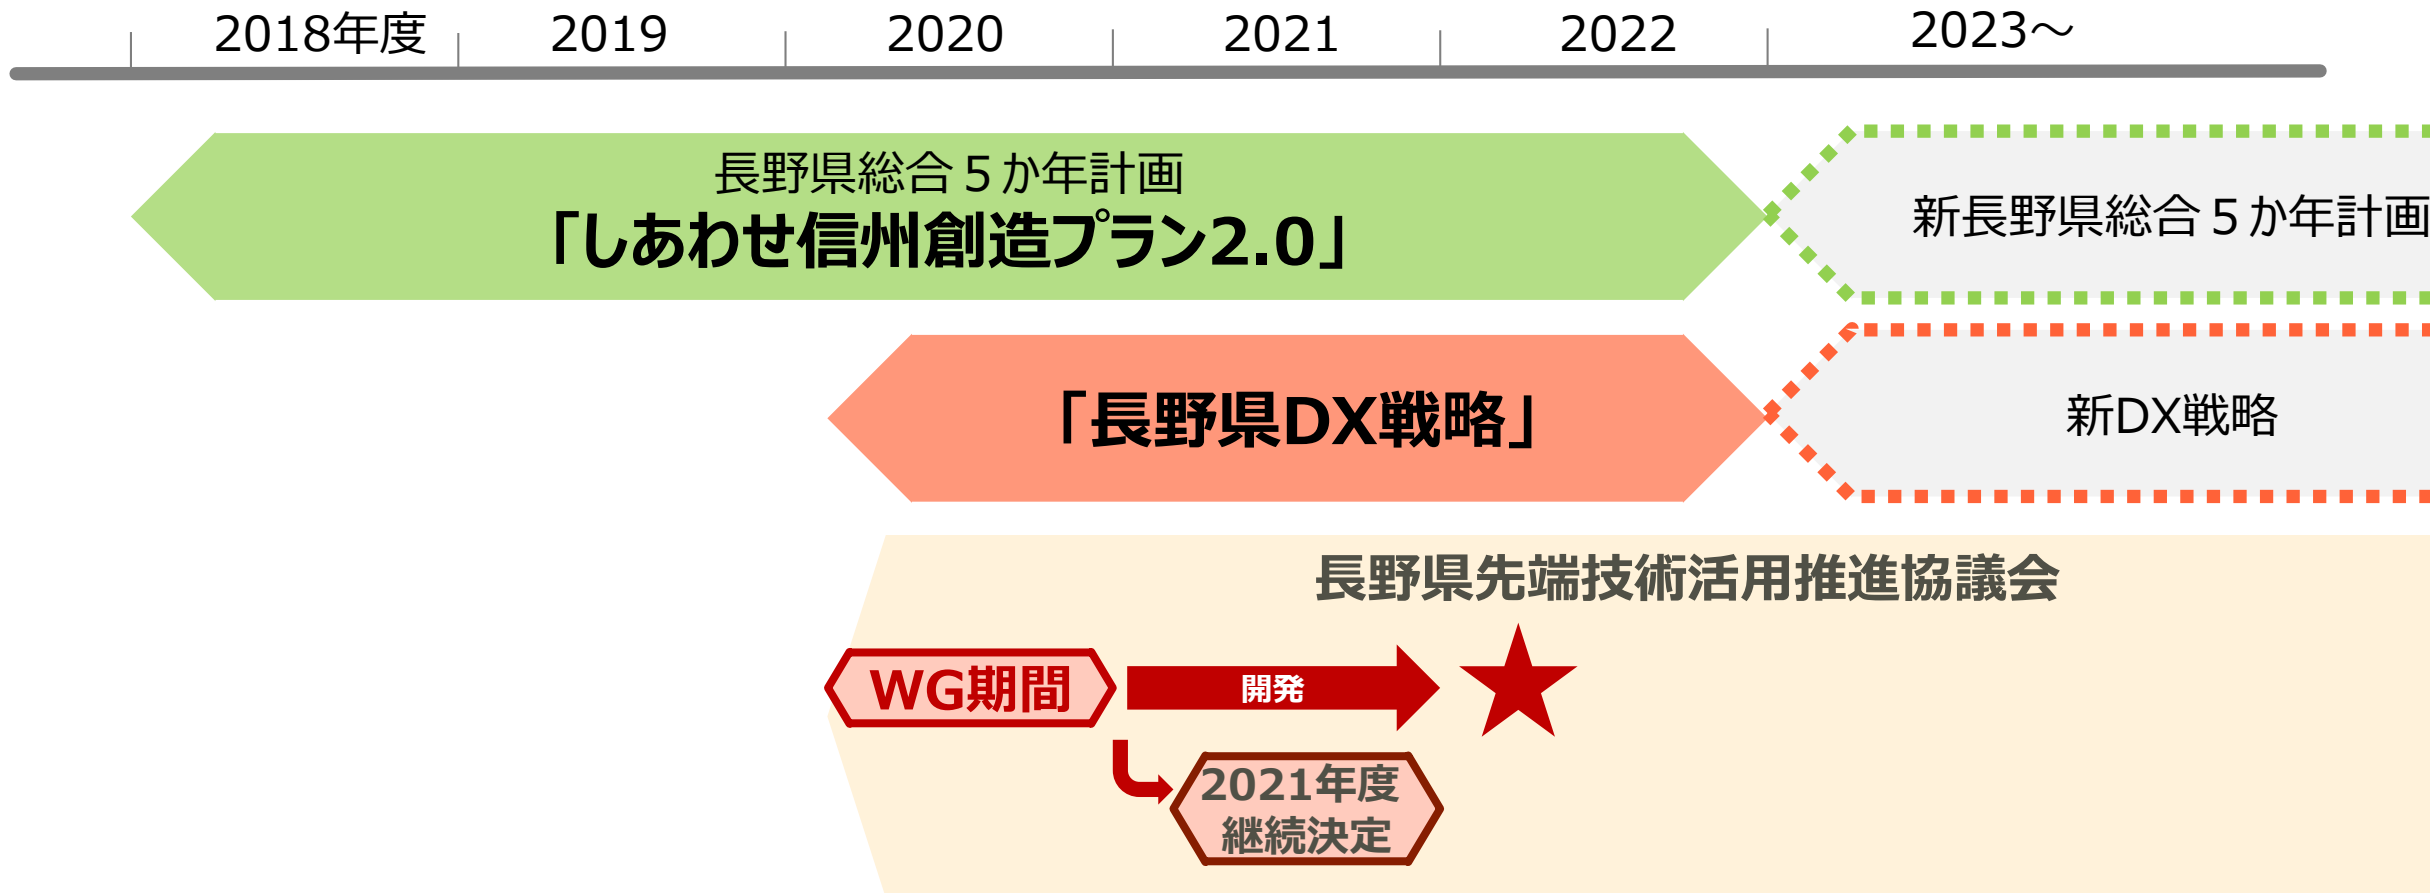 2018年度 2019 2020 2021 2022 2023～
長野県総合５か年計画
「しあわせ信州創造プラン2.0」
新長野県総合５か年計画
「長野県DX戦略」
新DX戦略
長野県先端技術活用推進協議会
WG期間
開発
2021年度
継続決定